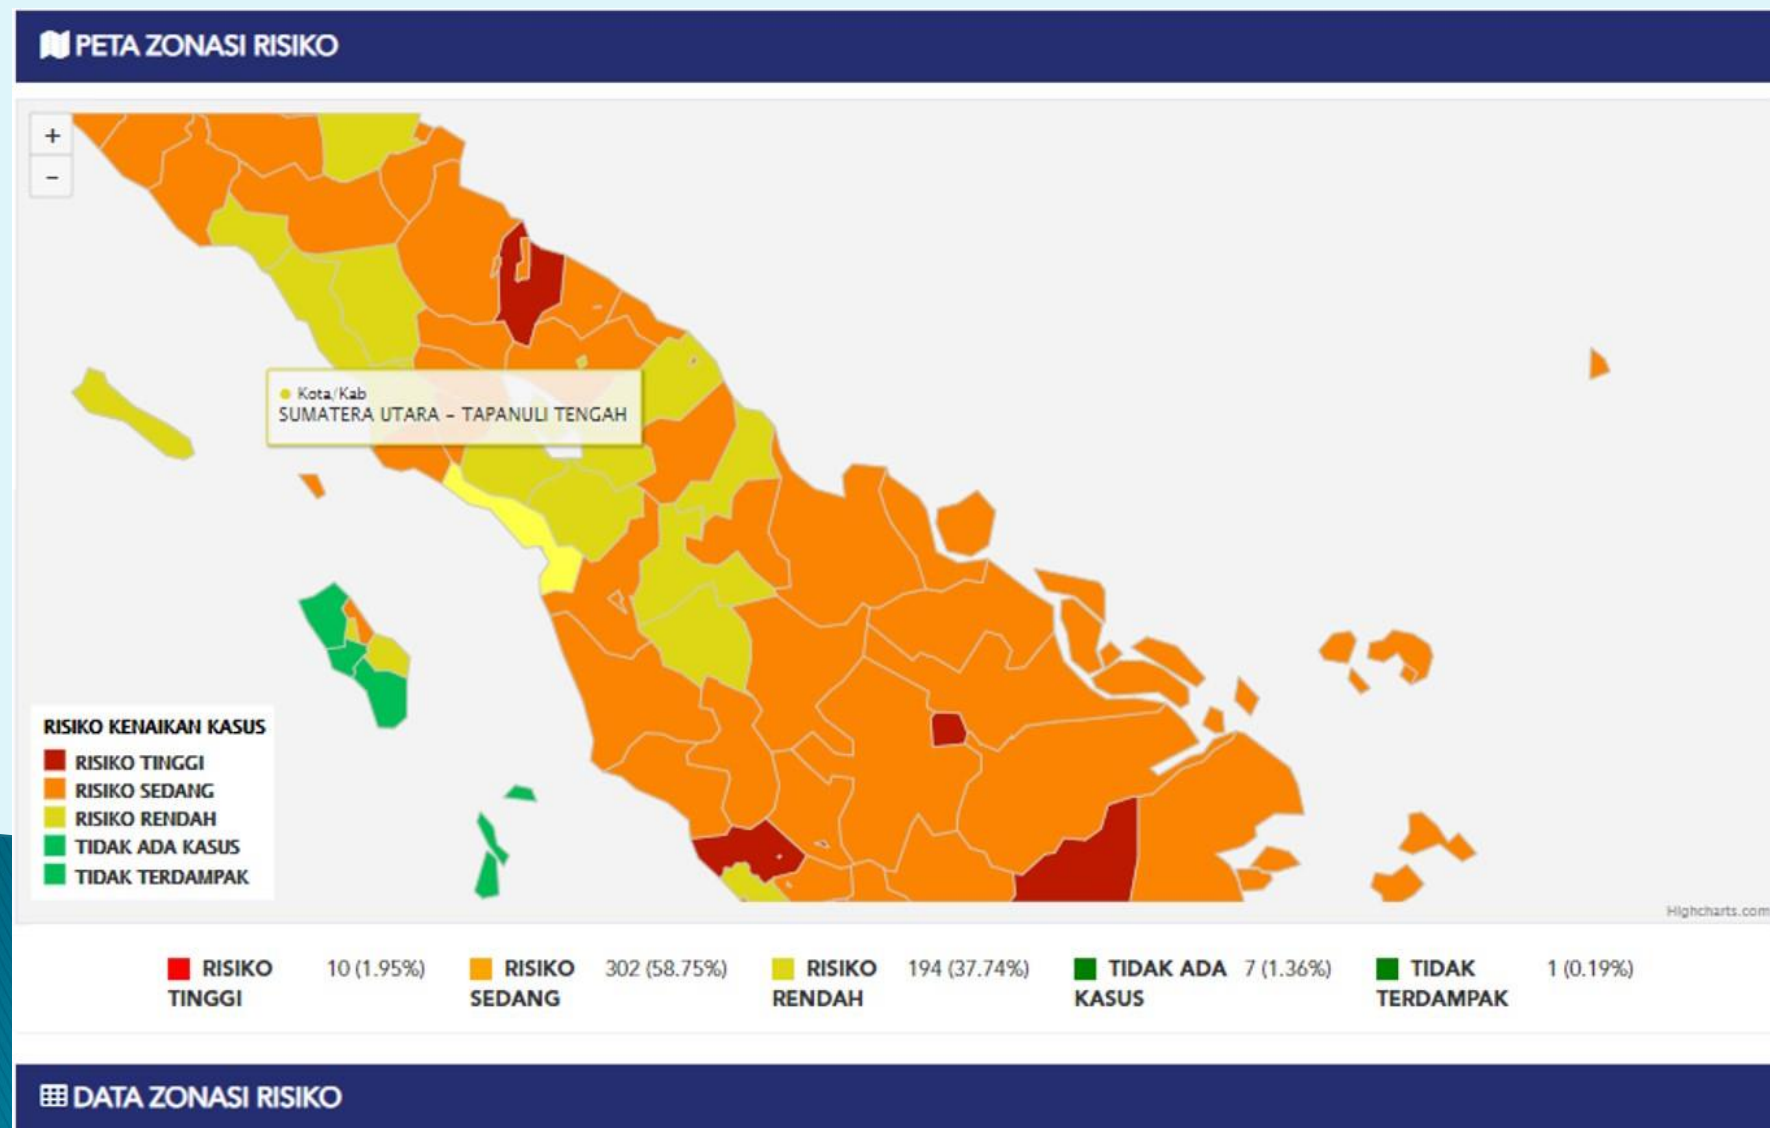 PETA ZONASI RISIKO
+
−
Kota/Kab
SUMATERA UTARA – TAPANULI TENGAH
RISIKO KENAIKAN KASUS
RISIKO TINGGI
RISIKO SEDANG
RISIKO RENDAH
TIDAK ADA KASUS
TIDAK TERDAMPAK
Highcharts.com
RISIKO TINGGI 10 (1.95%)
RISIKO SEDANG 302 (58.75%)
RISIKO RENDAH 194 (37.74%)
TIDAK ADA KASUS 7 (1.36%)
TIDAK TERDAMPAK 1 (0.19%)
DATA ZONASI RISIKO